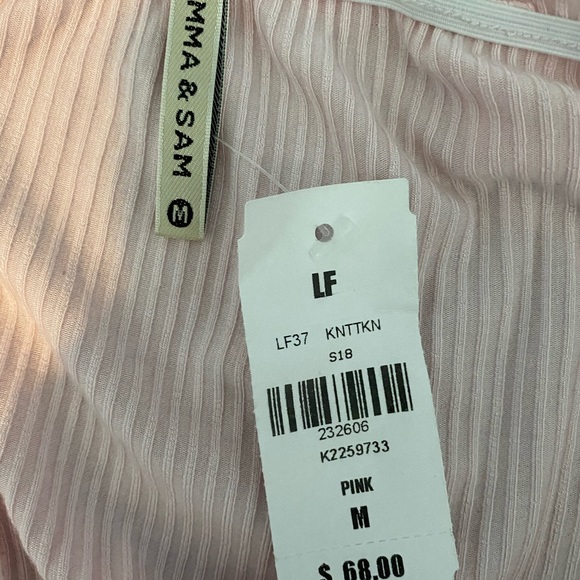 MMA & SAM
M
LF
LF37 KNTTKN
S18
232606
K2259733
PINK
M
$ 68.00